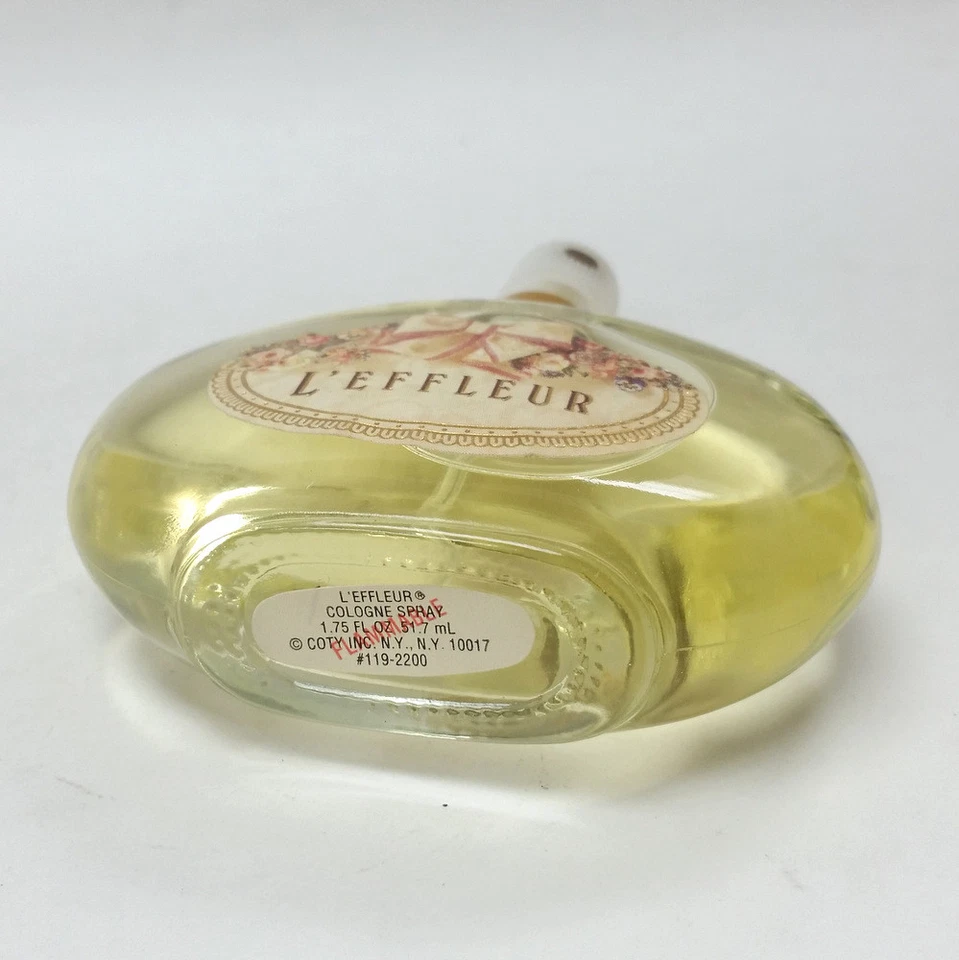 L'EFFLEUR
L'EFFLEUR®
COLOGNE SPRAY
1.75 FL OZ 51.7 mL
© COTY INC. N.Y., N.Y. 10017
#119-2200
FLAMMABLE